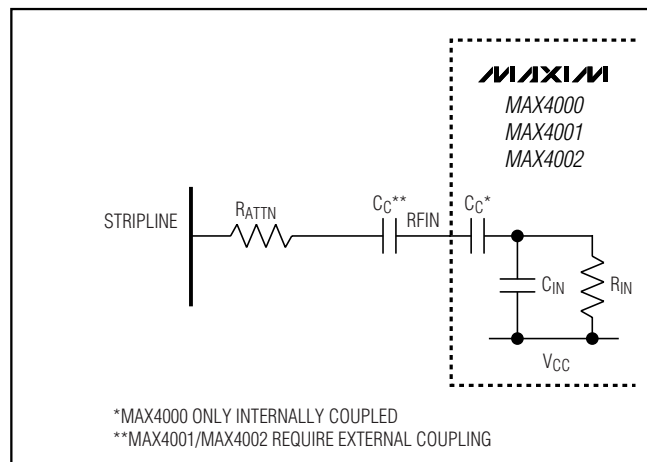 MAXIM
MAX4000
MAX4001
MAX4002
STRIPLINE
RATTN
CC**
RFIN
CC*
CIN
RIN
VCC
*MAX4000 ONLY INTERNALLY COUPLED
**MAX4001/MAX4002 REQUIRE EXTERNAL COUPLING